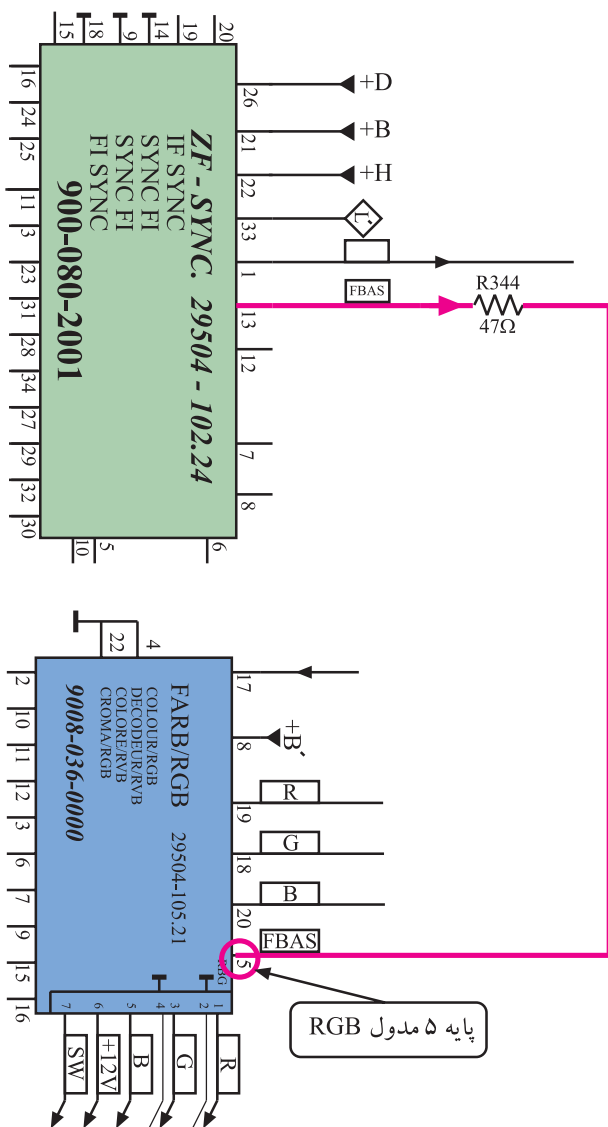 15
18
9
14
19
20
16
24
25
11
3
23
31
28
34
27
29
32
30
10
5
6
26
21
22
33
1
13
12
7
8
+D
+B
+H
L'
FBAS
R344
47Ω
ZF - SYNC. 29504 - 102.24
IF SYNC
SYNC FI
SYNC FI
FI SYNC
900-080-2001
22
4
2
10
11
12
3
6
7
9
15
16
17
8
19
18
20
5
+B`
R
G
B
FBAS
FARB/RGB 29504-105.21
COLOUR/RGB
DECODEUR/RVB
COLORE/RVB
CROMA/RGB
9008-036-0000
RBG
7
6
5
4
3
2
1
SW
+12V
B
G
R
پایه ۵ مدول RGB